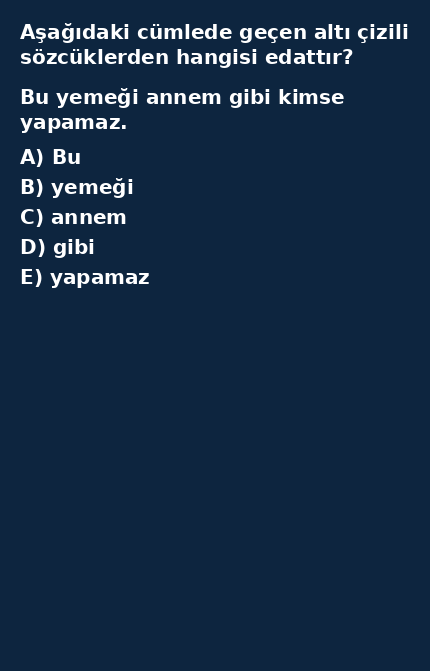 Aşağıdaki cümlede geçen altı çizili
sözcüklerden hangisi edattır?
Bu yemeği annem gibi kimse
yapamaz.
A) Bu
B) yemeği
C) annem
D) gibi
E) yapamaz